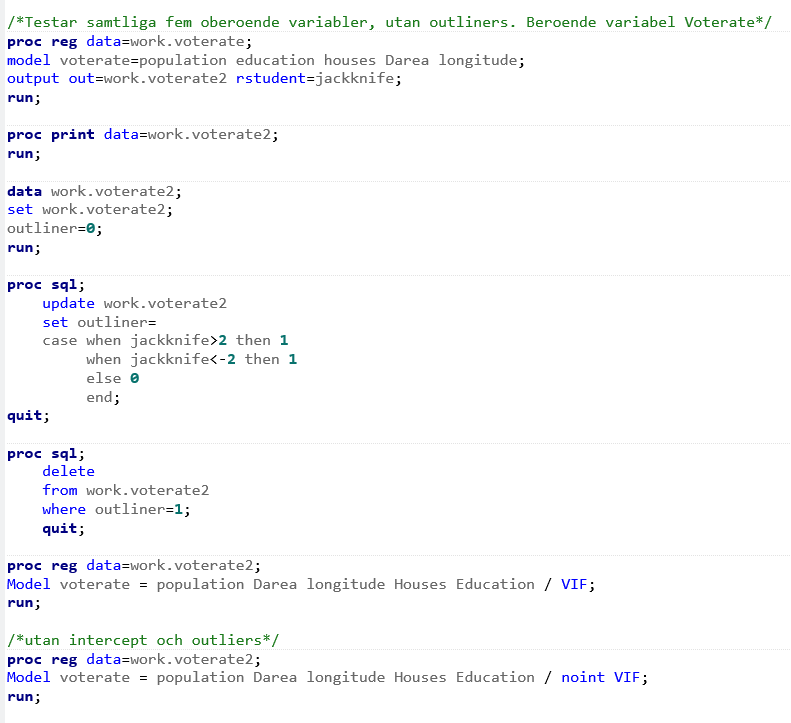 /*Testar samtliga fem oberoende variabler, utan outliners. Beroende variabel Voterate*/
proc reg data=work.voterate;
model voterate=population education houses Darea longitude;
output out=work.voterate2 rstudent=jackknife;
run;
proc print data=work.voterate2;
run;
data work.voterate2;
set work.voterate2;
outliner=0;
run;
proc sql;
update work.voterate2
set outliner=
case when jackknife>2 then 1
when jackknife<-2 then 1
else 0
end;
quit;
proc sql;
delete
from work.voterate2
where outliner=1;
quit;
proc reg data=work.voterate2;
Model voterate = population Darea longitude Houses Education / VIF;
run;
/*utan intercept och outliers*/
proc reg data=work.voterate2;
Model voterate = population Darea longitude Houses Education / noint VIF;
run;